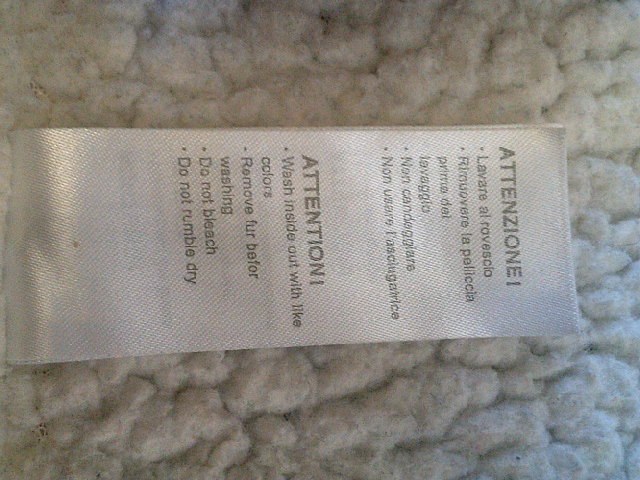 ATTENZIONE!
• Lavare al rovescio
• Rimuovere la pelliccia
prima del
lavaggio
• Non candeggiare
• Non usare l'asciugatrice
ATTENTION!
• Wash inside out with like
colors
• Remove fur befor
washing
• Do not bleach
• Do not rumble dry